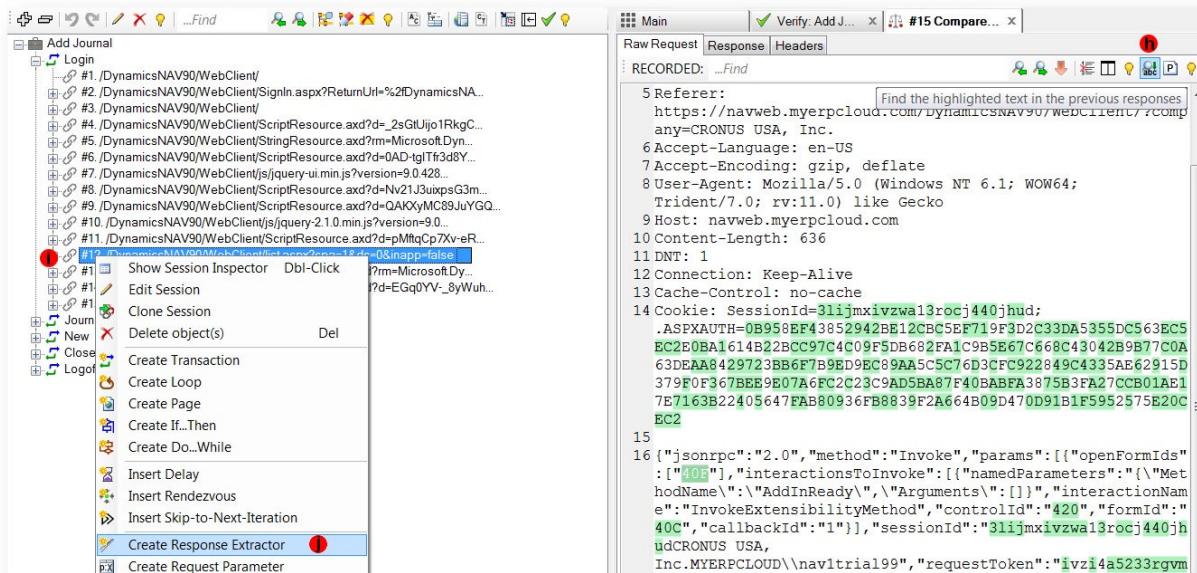 ...Find
Add Journal
Login
#1. /DynamicsNAV90/WebClient/
#2. /DynamicsNAV90/WebClient/SignIn.aspx?ReturnUrl=%2fDynamicsNA...
#3. /DynamicsNAV90/WebClient/
#4. /DynamicsNAV90/WebClient/ScriptResource.axd?d=_2sGtUijo1RkgC...
#5. /DynamicsNAV90/WebClient/StringResource.axd?rm=Microsoft.Dyn...
#6. /DynamicsNAV90/WebClient/ScriptResource.axd?d=0AD-tgITfr3d8Y...
#7. /DynamicsNAV90/WebClient/js/jquery-ui.min.js?version=9.0.428...
#8. /DynamicsNAV90/WebClient/ScriptResource.axd?d=Nv21J3uixpsG3m...
#9. /DynamicsNAV90/WebClient/ScriptResource.axd?d=QAKXyMC89JuYGQ...
#10. /DynamicsNAV90/WebClient/js/jquery-2.1.0.min.js?version=9.0...
#11. /DynamicsNAV90/WebClient/ScriptResource.axd?d=pMftqCp7Xv-eR...
i #12. /DynamicsNAV90/WebClient/list.aspx?cpa=1&dc=0&inapp=false
#1 ?rm=Microsoft.Dy...
#1 ?d=EGq0YV-_8yWuh...
#1
Journ
New
Close
Logof
Show Session Inspector Dbl-Click
Edit Session
Clone Session
Delete object(s) Del
Create Transaction
Create Loop
Create Page
Create If...Then
Create Do...While
Insert Delay
Insert Rendezvous
Insert Skip-to-Next-Iteration
Create Response Extractor j
Create Request Parameter
Main Verify: Add J... x #15 Compare... x
Raw Request Response Headers h
RECORDED: ...Find abc P
Find the highlighted text in the previous responses
5 Referer:
https://navweb.myerpcloud.com/DynamicsNAV90/WebClient/?comp
any=CRONUS USA, Inc.
6 Accept-Language: en-US
7 Accept-Encoding: gzip, deflate
8 User-Agent: Mozilla/5.0 (Windows NT 6.1; WOW64;
Trident/7.0; rv:11.0) like Gecko
9 Host: navweb.myerpcloud.com
10 Content-Length: 636
11 DNT: 1
12 Connection: Keep-Alive
13 Cache-Control: no-cache
14 Cookie: SessionId=3lijmxivzwa13rocj440jhud;
.ASPXAUTH=0B958EF43852942BE12CBC5EF719F3D2C33DA5355DC563EC5
EC2E0BA1614B22BCC97C4C09F5DB682FA1C9B5E67C668C43042B9B77C0A
63DEAA8429723BB6F7B9ED9EC89AA5C5C76D3CFC922849C4335AE62915D
379F0F367BEE9E07A6FC2C23C9AD5BA87F40BABFA3875B3FA27CCB01AE1
7E7163B22405647FAB80936FB8839F2A664B09D470D91B1F5952575E20C
EC2
15
16 {"jsonrpc":"2.0","method":"Invoke","params":[{"openFormIds"
:["40F"],"interactionsToInvoke":[{"namedParameters":"{\"Met
hodName\":\"AddInReady\",\"Arguments\":[]}","interactionNam
e":"InvokeExtensibilityMethod","controlId":"420","formId":"
40C","callbackId":"1"}],"sessionId":"3lijmxivzwa13rocj440jh
udCRONUS USA,
Inc.MYERPCLOUD\\nav1trial99","requestToken":"ivzi4a5233rgvm